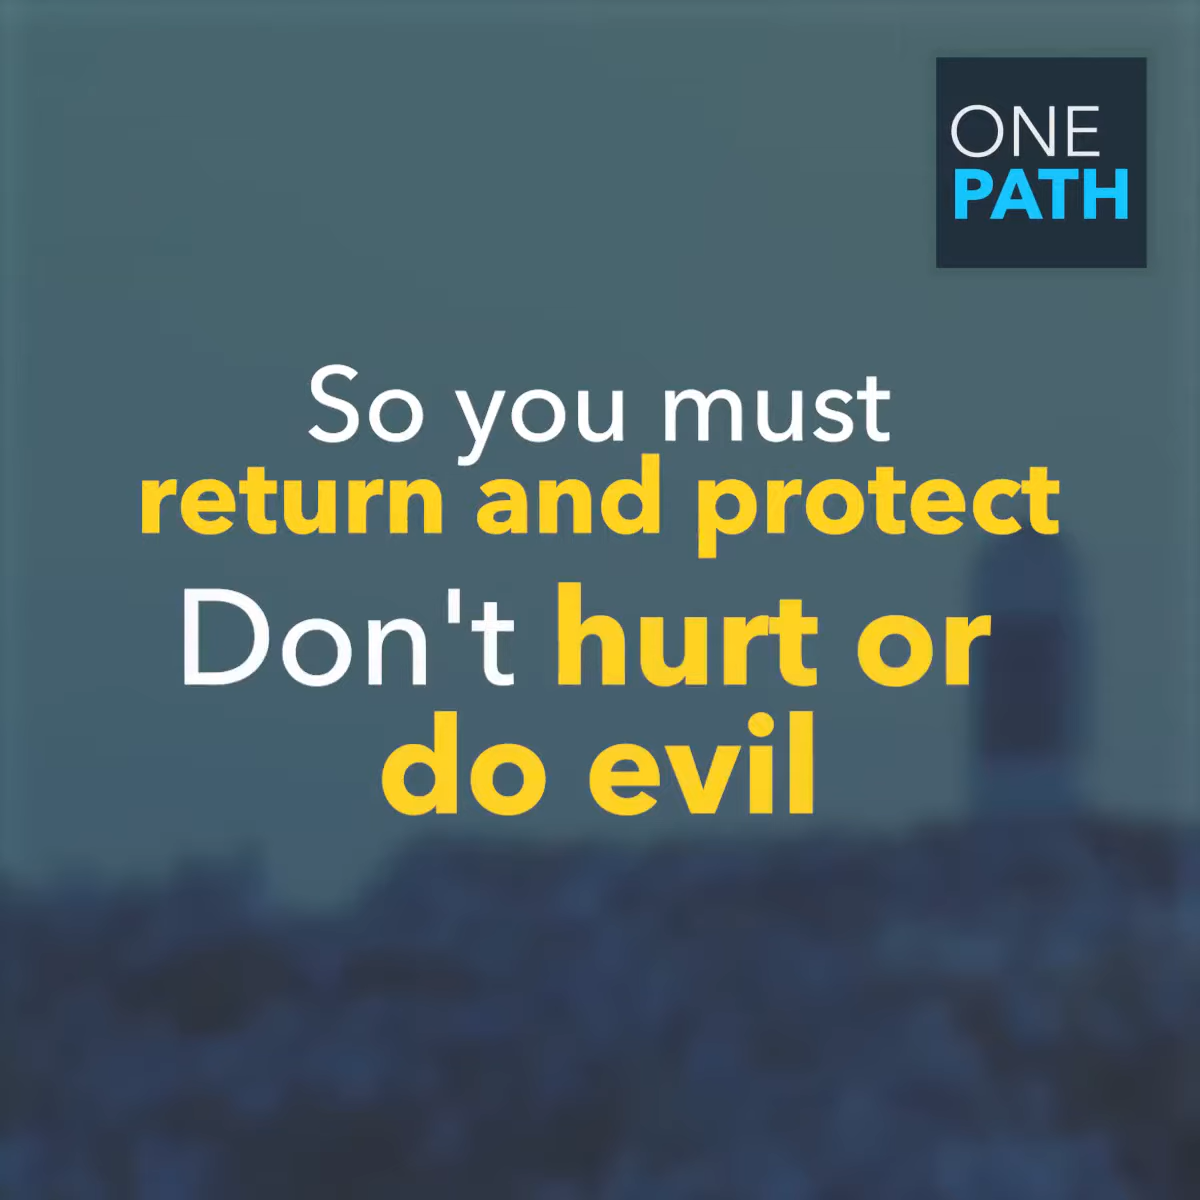 ONE
PATH
So you must
return and protect
Don't hurt or
do evil